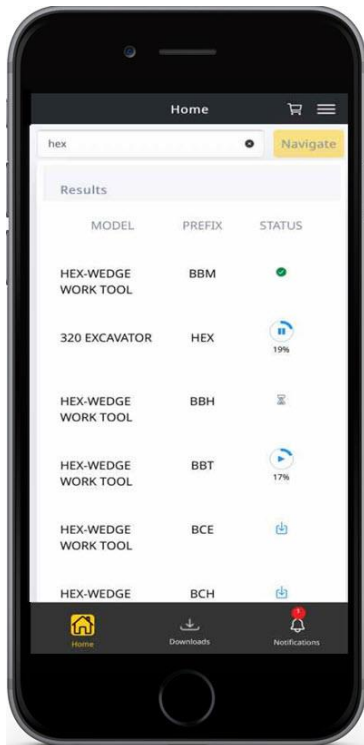 Home
hex
Navigate
Results
MODEL PREFIX STATUS
HEX-WEDGE BBM
WORK TOOL
320 EXCAVATOR HEX
19%
HEX-WEDGE BBH
WORK TOOL
HEX-WEDGE BBT
WORK TOOL
17%
HEX-WEDGE BCE
WORK TOOL
HEX-WEDGE BCH
1
Home Downloads Notifications